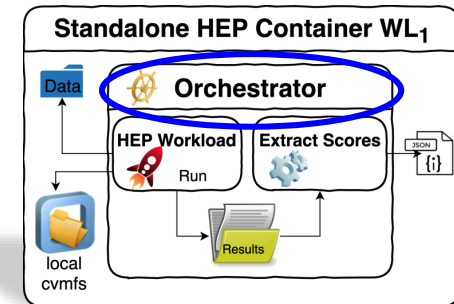 Standalone HEP Container WL1
Data
Orchestrator
HEP Workload
Run
Extract Scores
JSON
{i}
Results
local
cvmfs